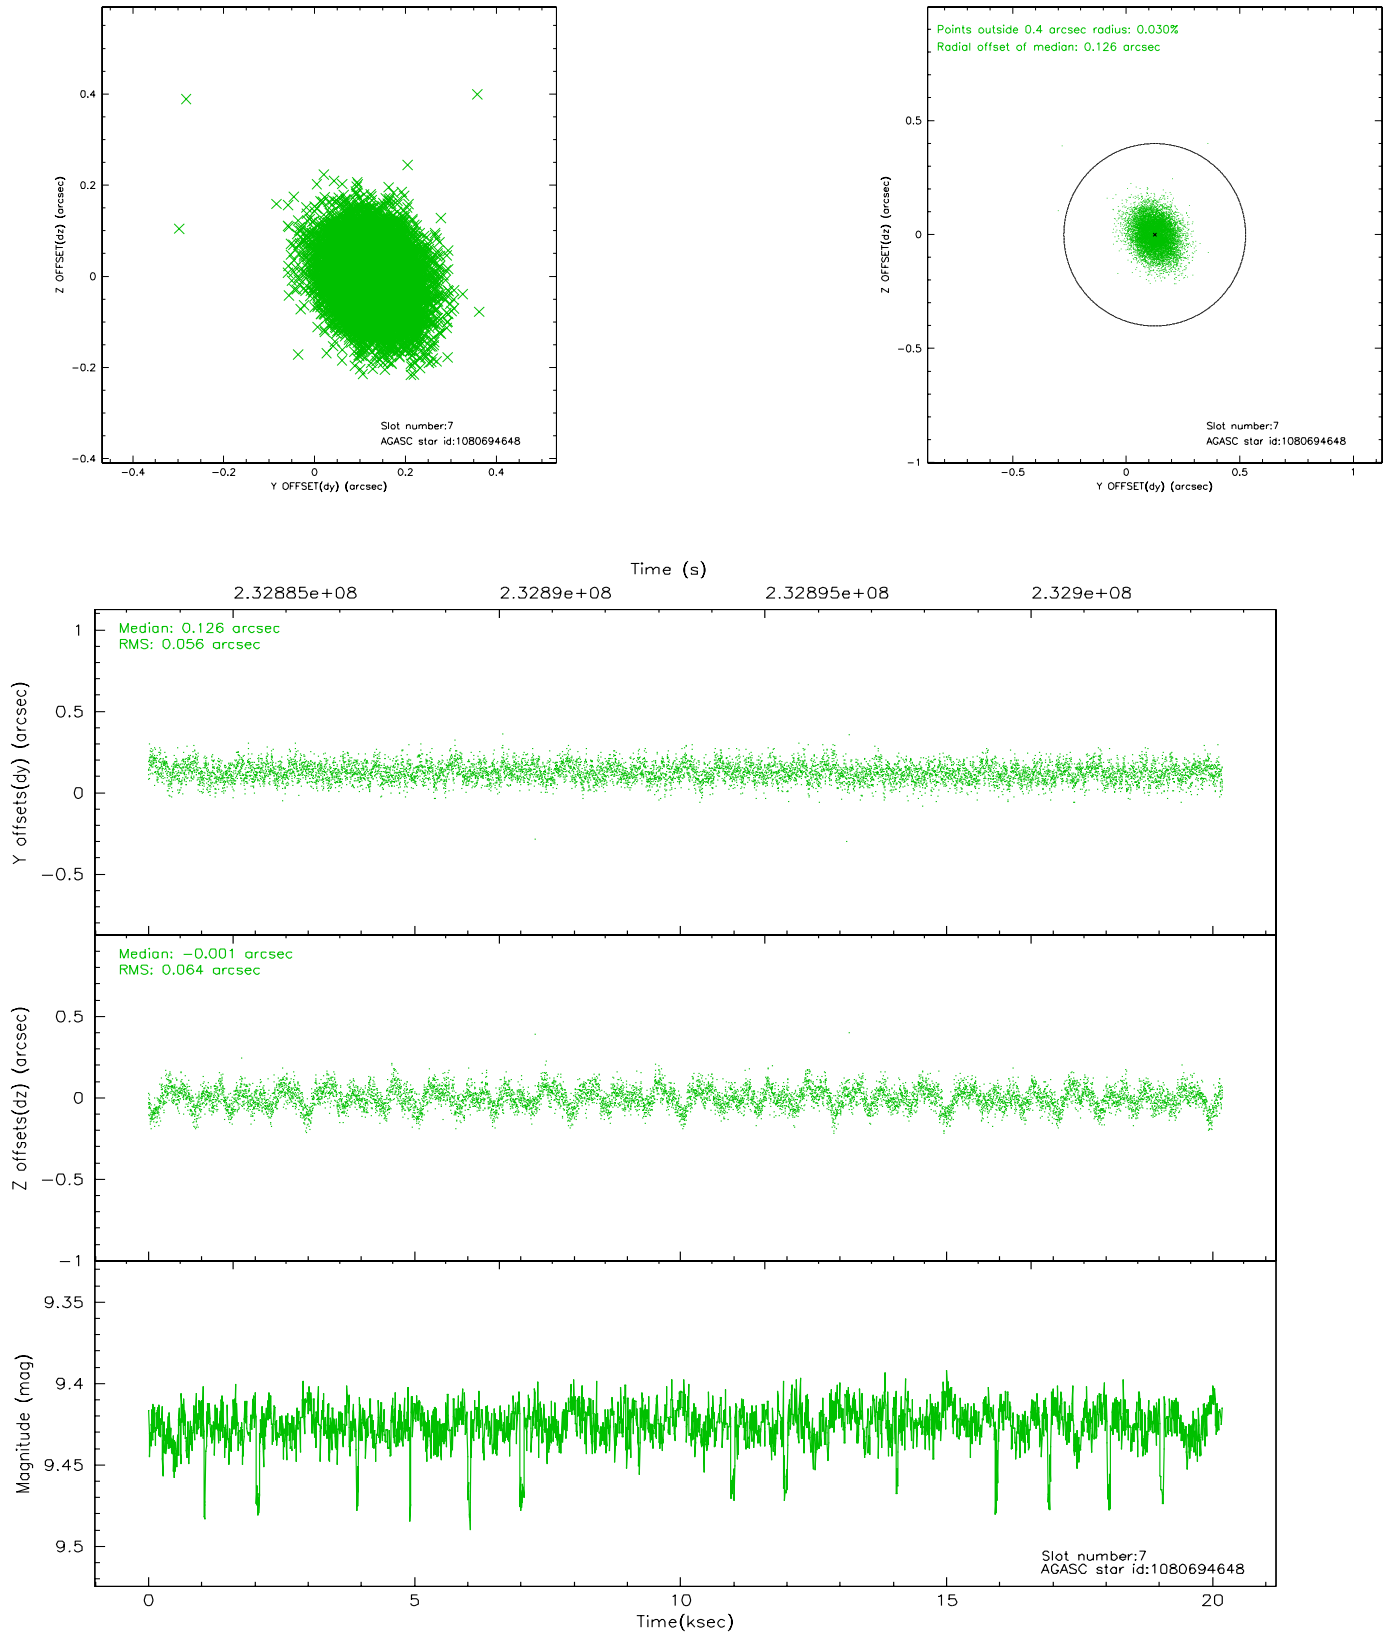 0.4
0.2
0
-0.2
-0.4
Z OFFSET(dz) (arcsec)
-0.4 -0.2 0 0.2 0.4
Y OFFSET(dy) (arcsec)
Slot number:7
AGASC star id:1080694648
Points outside 0.4 arcsec radius: 0.030%
Radial offset of median: 0.126 arcsec
0.5
0
-0.5
-1
Z OFFSET(dz) (arcsec)
-0.5 0 0.5 1
Y OFFSET(dy) (arcsec)
Slot number:7
AGASC star id:1080694648
Time (s)
2.32885e+08 2.3289e+08 2.32895e+08 2.329e+08
Median: 0.126 arcsec
RMS: 0.056 arcsec
1
0.5
0
-0.5
Y offsets(dy) (arcsec)
Median: -0.001 arcsec
RMS: 0.064 arcsec
0.5
0
-0.5
-1
Z offsets(dz) (arcsec)
9.35
9.4
9.45
9.5
Magnitude (mag)
Slot number:7
AGASC star id:1080694648
0 5 10 15 20
Time(ksec)